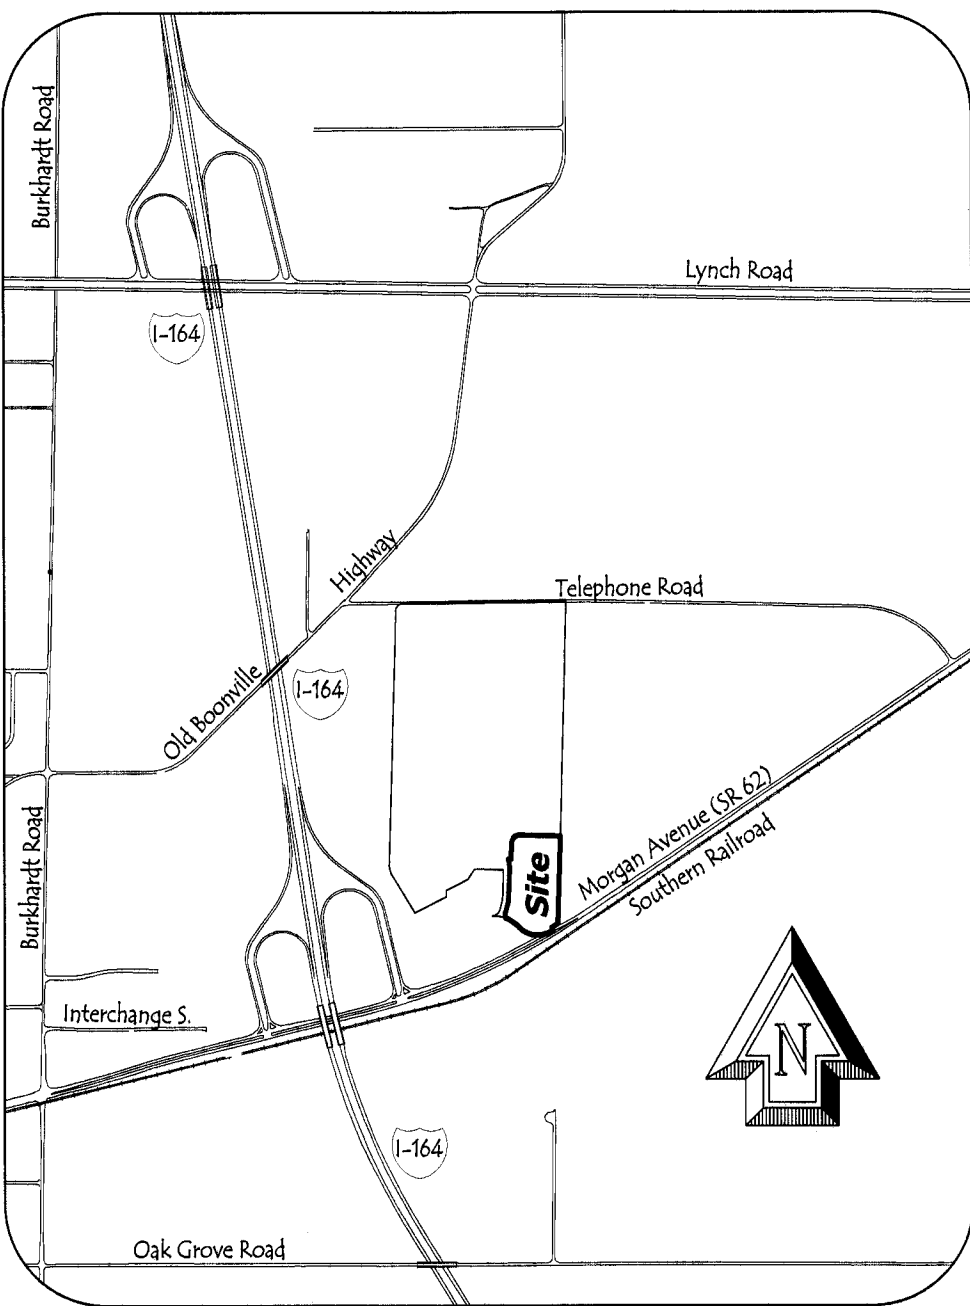 Burkhardt Road
Lynch Road
I-164
Highway
Telephone Road
Old Boonville
I-164
Morgan Avenue (SR 62)
Southern Railroad
Burkhardt Road
Site
Interchange S.
N
I-164
Oak Grove Road